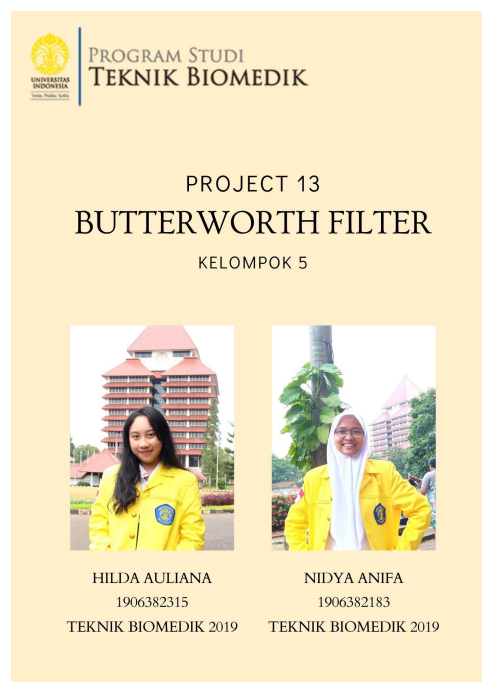 PROGRAM STUDI
TEKNIK BIOMEDIK
UNIVERSITAS
INDONESIA
PROJECT 13
BUTTERWORTH FILTER
KELOMPOK 5
HILDA AULIANA
1906382315
TEKNIK BIOMEDIK 2019
NIDYA ANIFA
1906382183
TEKNIK BIOMEDIK 2019